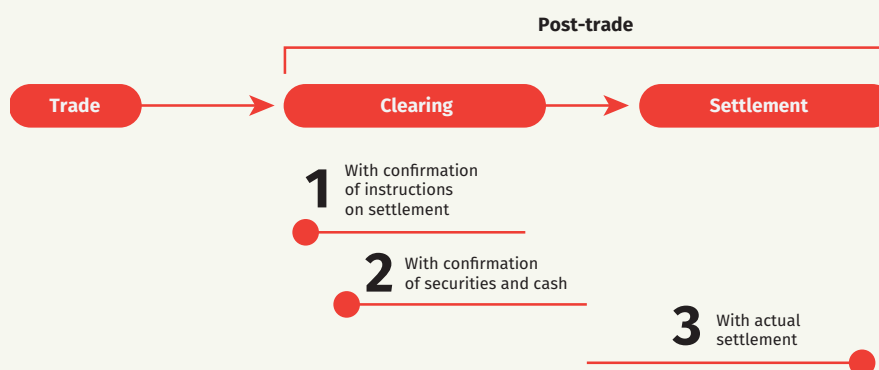 Post-trade
Trade
Clearing
Settlement
1
With confirmation
of instructions
on settlement
2
With confirmation
of securities and cash
3
With actual
settlement